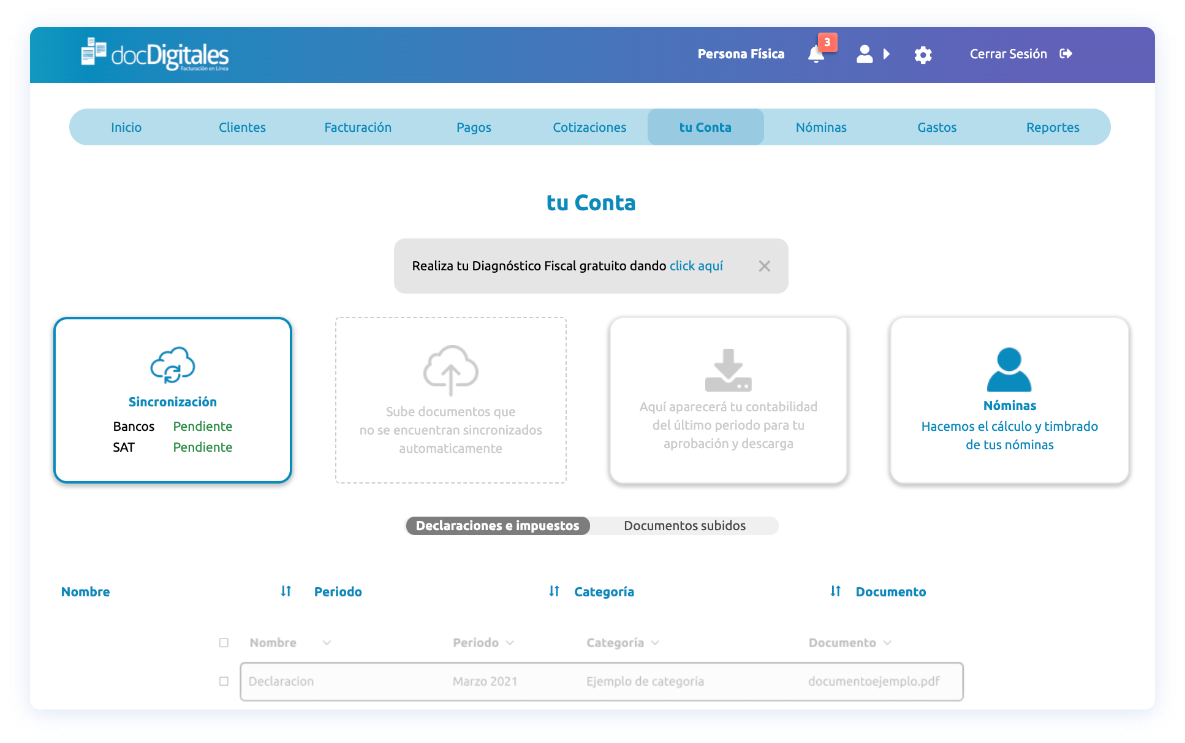 docDigitales
Facturación en Línea
Persona Física
3
Cerrar Sesión
Inicio
Clientes
Facturación
Pagos
Cotizaciones
tu Conta
Nóminas
Gastos
Reportes
tu Conta
Realiza tu Diagnóstico Fiscal gratuito dando click aquí
Sincronización
Bancos Pendiente
SAT Pendiente
Sube documentos que
no se encuentran sincronizados
automaticamente
Aquí aparecerá tu contabilidad
del último periodo para tu
aprobación y descarga
Nóminas
Hacemos el cálculo y timbrado
de tus nóminas
Declaraciones e impuestos
Documentos subidos
Nombre Periodo Categoría Documento
Nombre Periodo Categoría Documento
Declaracion Marzo 2021 Ejemplo de categoria documentoejemplo.pdf